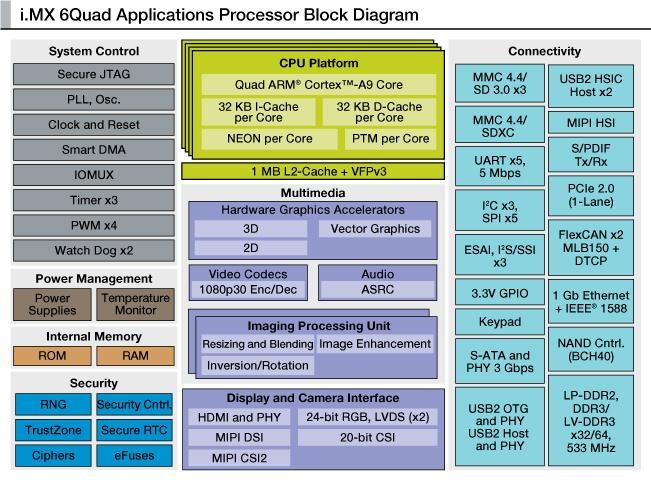 i.MX 6Quad Applications Processor Block Diagram
System Control
Secure JTAG
PLL, Osc.
Clock and Reset
Smart DMA
IOMUX
Timer x3
PWM x4
Watch Dog x2
Power Management
Power
Supplies
Temperature
Monitor
Internal Memory
ROM
RAM
Security
RNG
Security Cntrl.
TrustZone
Secure RTC
Ciphers
eFuses
CPU Platform
Quad ARM® Cortex™-A9 Core
32 KB I-Cache
per Core
32 KB D-Cache
per Core
NEON per Core
PTM per Core
1 MB L2-Cache + VFPv3
Multimedia
Hardware Graphics Accelerators
3D
Vector Graphics
2D
Video Codecs
1080p30 Enc/Dec
Audio
ASRC
Imaging Processing Unit
Resizing and Blending
Image Enhancement
Inversion/Rotation
Display and Camera Interface
HDMI and PHY
24-bit RGB, LVDS (x2)
MIPI DSI
20-bit CSI
MIPI CSI2
Connectivity
MMC 4.4/
SD 3.0 x3
MMC 4.4/
SDXC
UART x5,
5 Mbps
I²C x3,
SPI x5
ESAI, I²S/SSI
x3
3.3V GPIO
Keypad
S-ATA and
PHY 3 Gbps
USB2 OTG
and PHY
USB2 Host
and PHY
USB2 HSIC
Host x2
MIPI HSI
S/PDIF
Tx/Rx
PCIe 2.0
(1-Lane)
FlexCAN x2
MLB150 +
DTCP
1 Gb Ethernet
+ IEEE® 1588
NAND Cntrl.
(BCH40)
LP-DDR2,
DDR3/
LV-DDR3
x32/64,
533 MHz